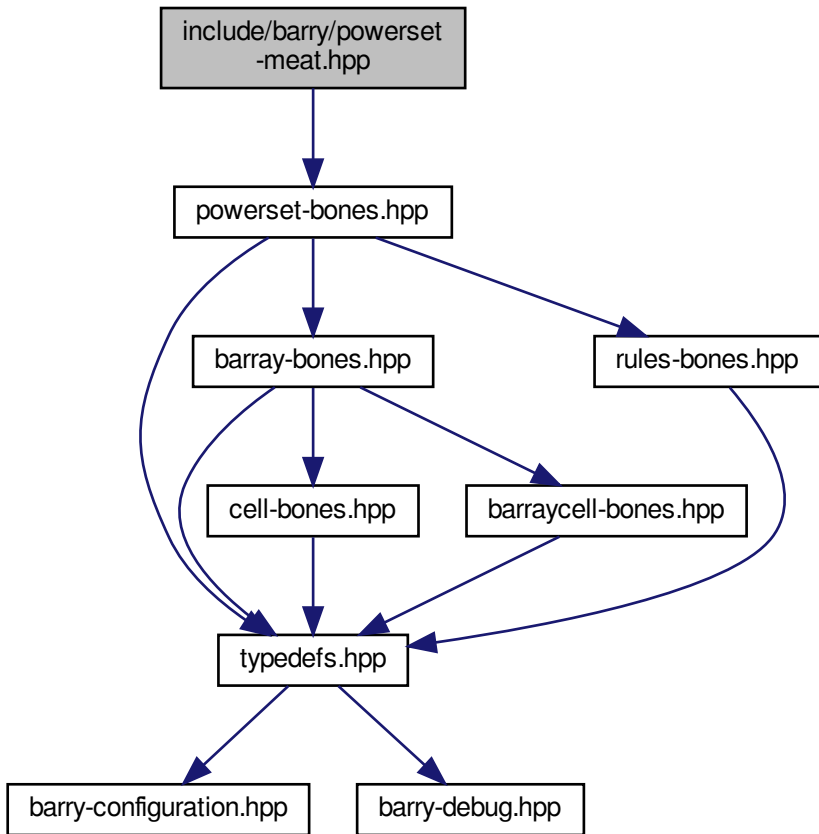 include/barry/powerset
-meat.hpp
powerset-bones.hpp
barray-bones.hpp
rules-bones.hpp
cell-bones.hpp
barraycell-bones.hpp
typedefs.hpp
barry-configuration.hpp
barry-debug.hpp